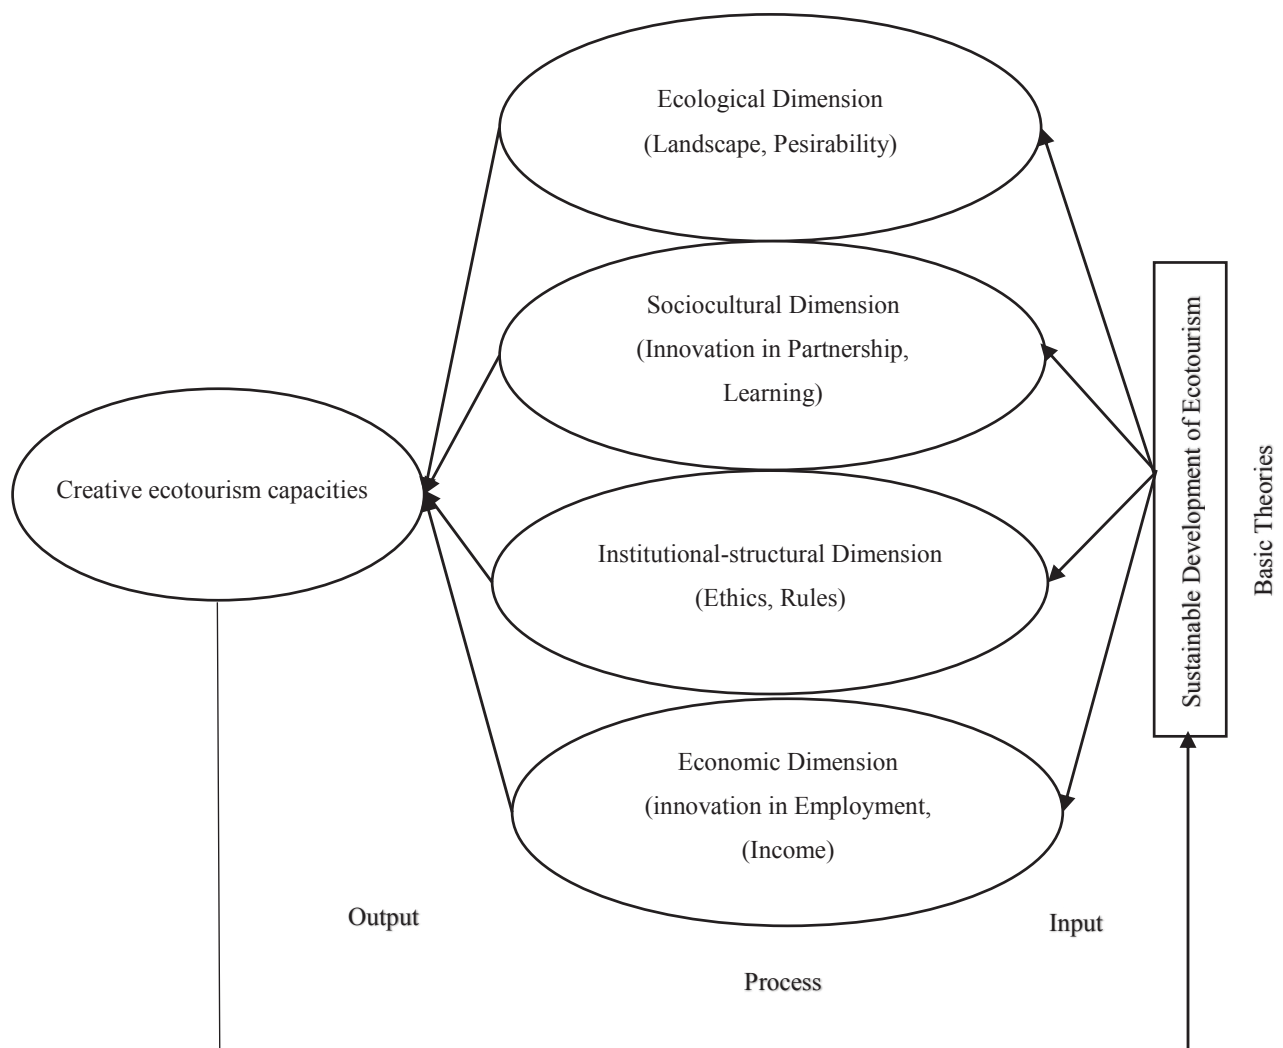 Ecological Dimension
(Landscape, Pesirability)
Sociocultural Dimension
(Innovation in Partnership,
Learning)
Creative ecotourism capacities
Institutional-structural Dimension
(Ethics, Rules)
Economic Dimension
(innovation in Employment,
(Income)
Sustainable Development of Ecotourism
Basic Theories
Output
Input
Process